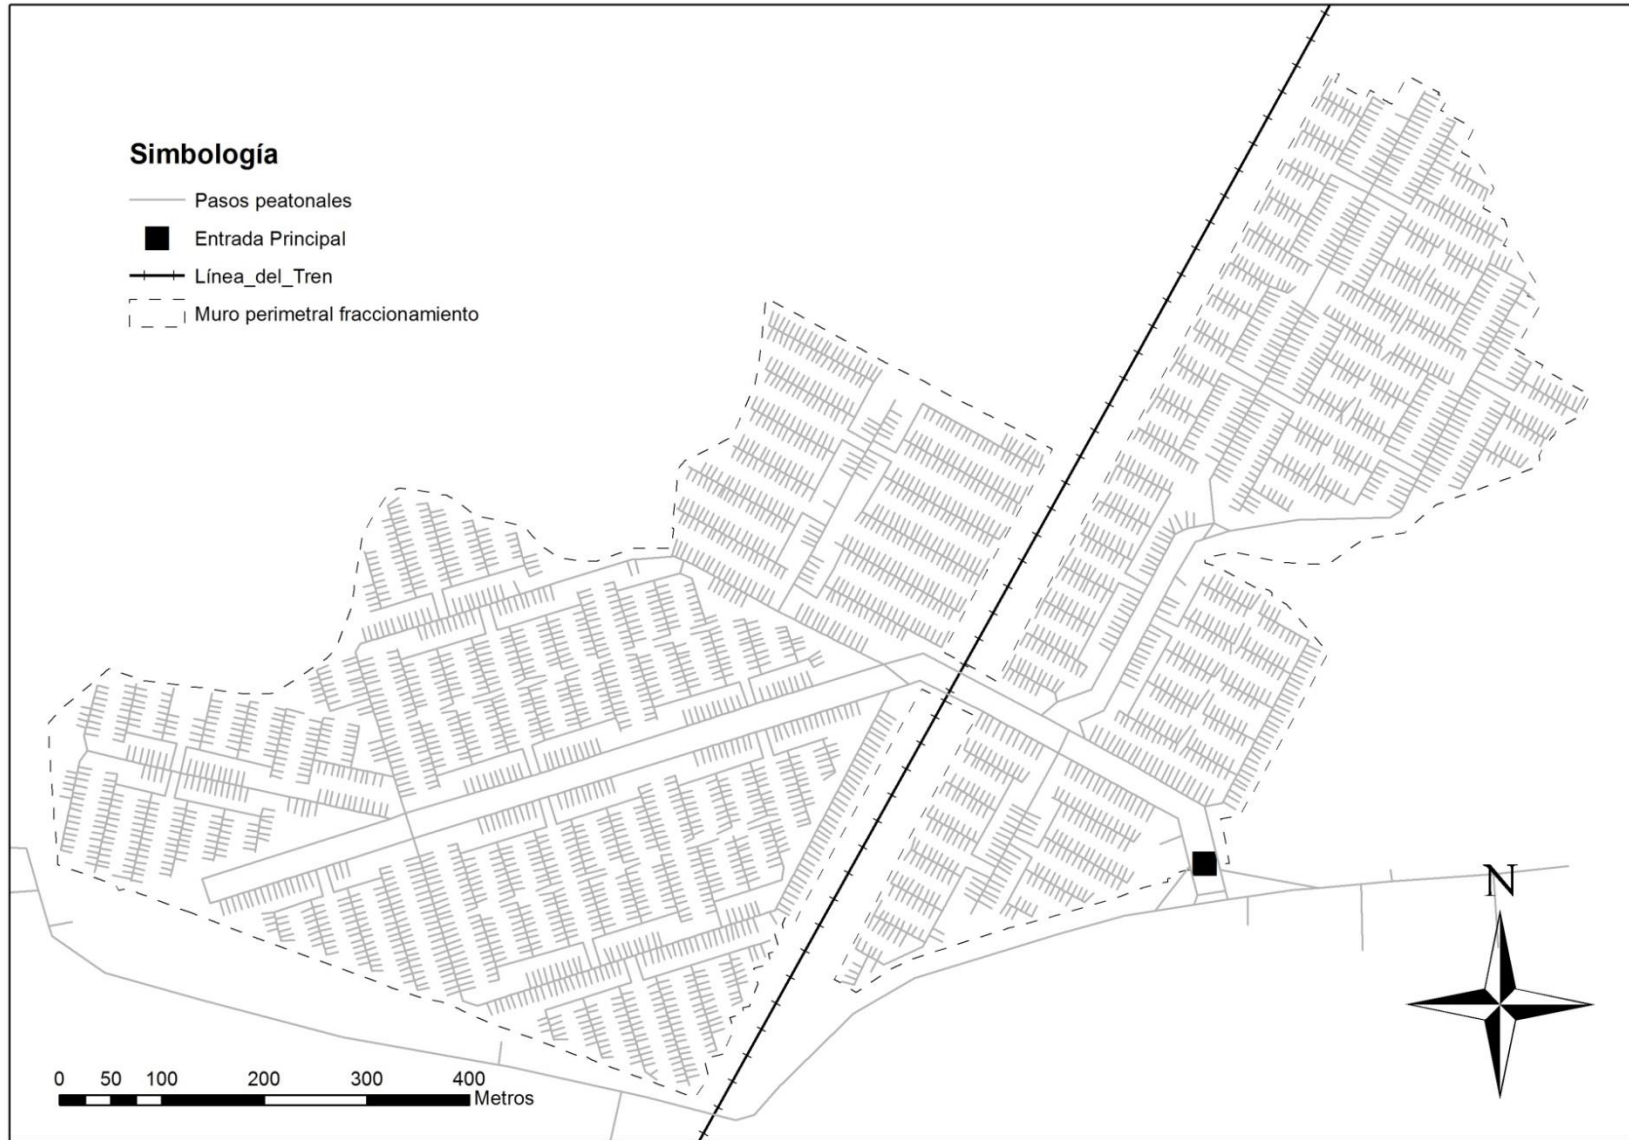 Simbología
Pasos peatonales
Entrada Principal
Línea_del_Tren
Muro perimetral fraccionamiento
N
0 50 100 200 300 400
Metros